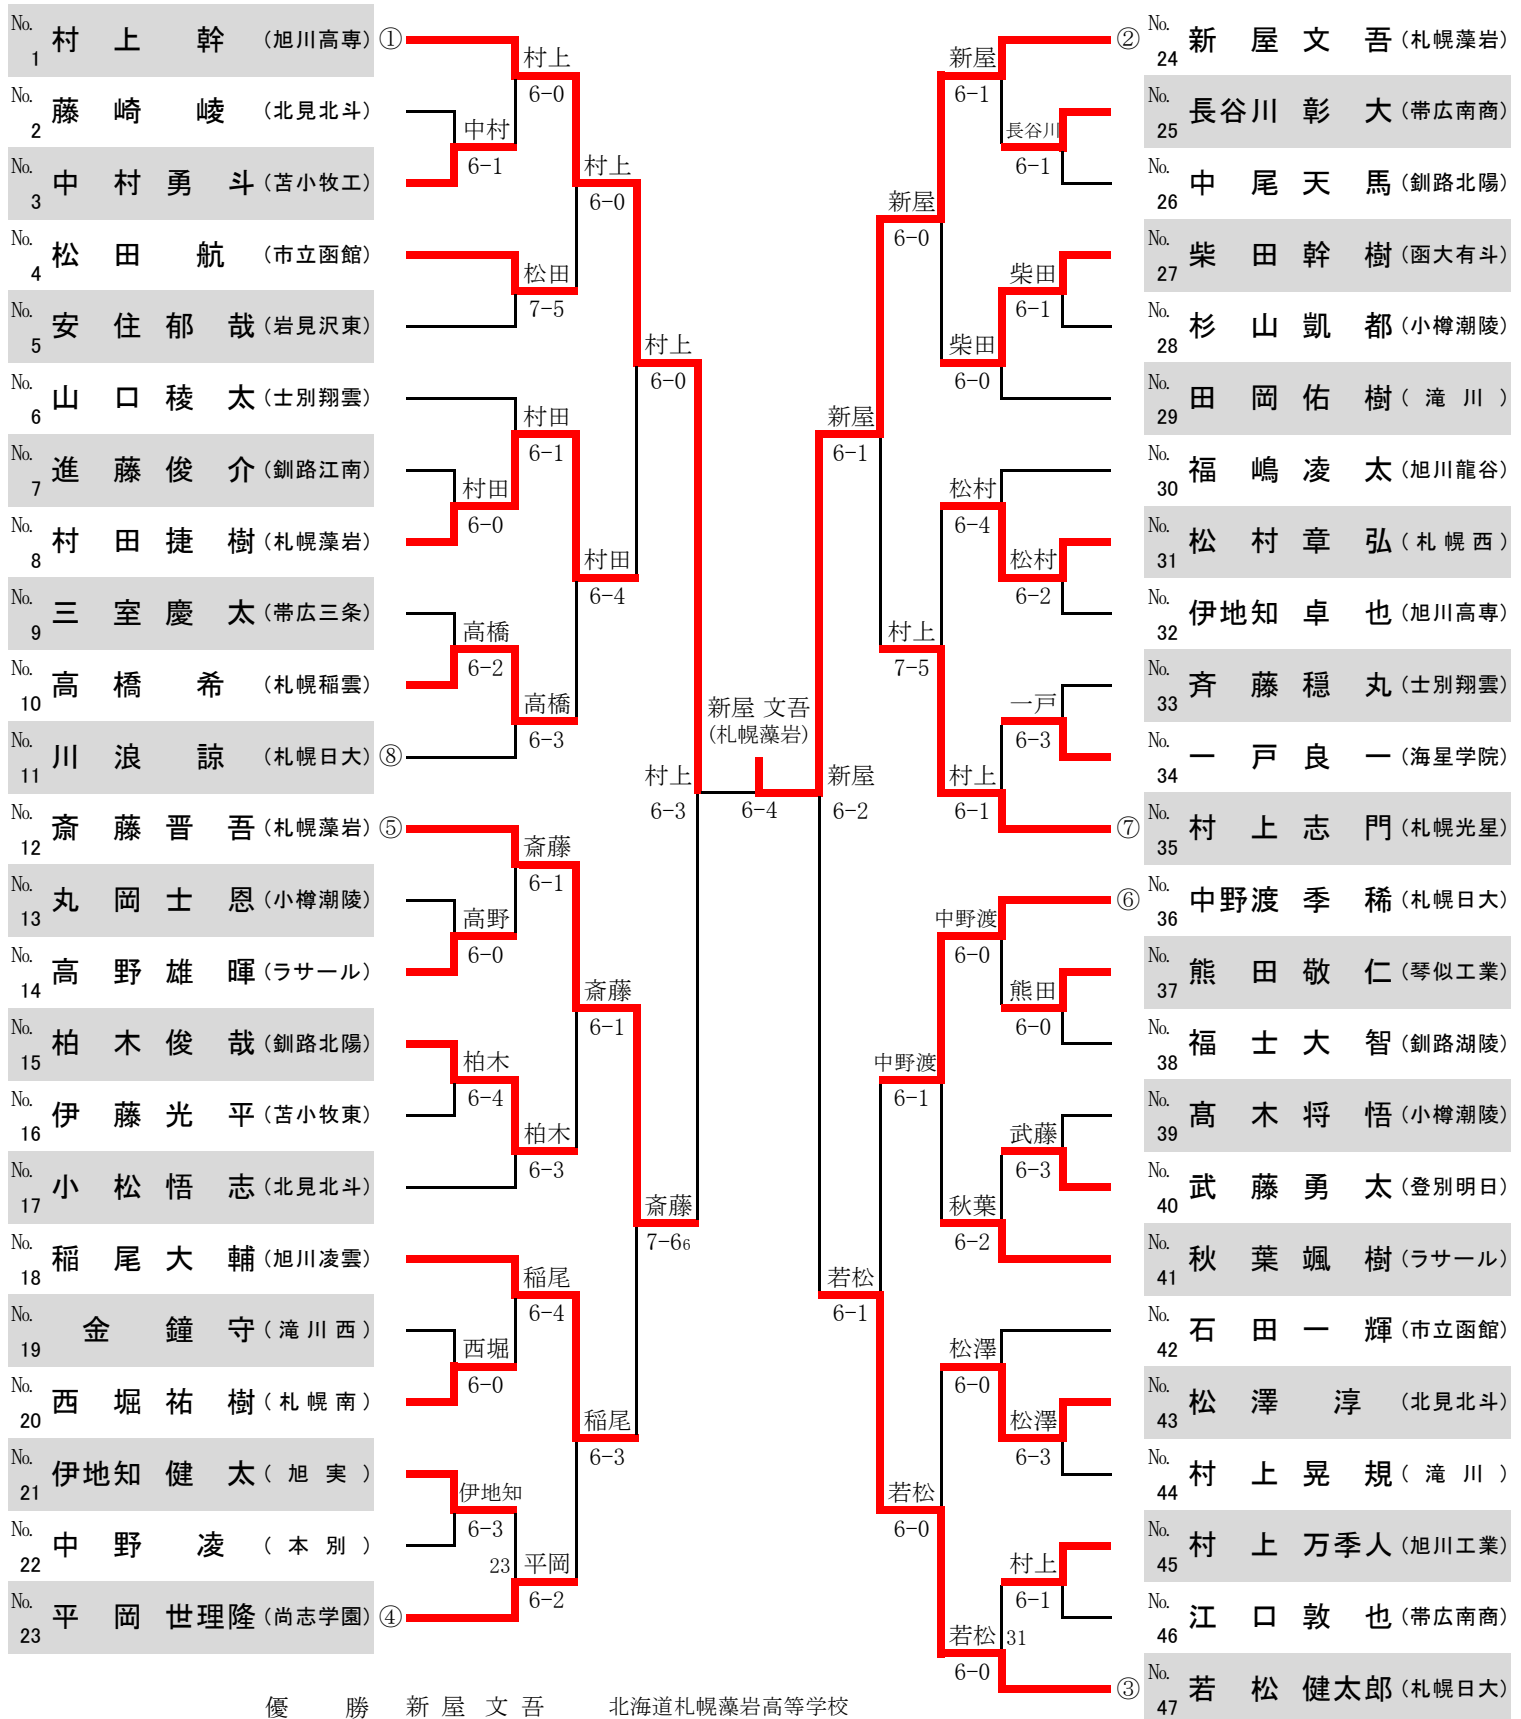 No. 1 村上 幹 (旭川高専) ①
No. 2 藤崎 崚 (北見北斗)
No. 3 中村勇斗 (苫小牧工)
No. 4 松田 航 (市立函館)
No. 5 安住郁哉 (岩見沢東)
No. 6 山口稜太 (士別翔雲)
No. 7 進藤俊介 (釧路江南)
No. 8 村田捷樹 (札幌藻岩)
No. 9 三室慶太 (帯広三条)
No. 10 高橋 希 (札幌稲雲)
No. 11 川浪 諒 (札幌日大) ⑧
No. 12 斎藤晋吾 (札幌藻岩) ⑤
No. 13 丸岡士恩 (小樽潮陵)
No. 14 高野雄暉 (ラサール)
No. 15 柏木俊哉 (釧路北陽)
No. 16 伊藤光平 (苫小牧東)
No. 17 小松悟志 (北見北斗)
No. 18 稲尾大輔 (旭川凌雲)
No. 19 金 鐘守 (滝川西)
No. 20 西堀祐樹 (札幌南)
No. 21 伊地知健太 (旭実)
No. 22 中野 凌 (本別)
No. 23 平岡世理隆 (尚志学園) ④
中村
6-1
村田
6-0
高橋
6-2
高野
6-0
柏木
6-4
西堀
6-0
伊地知
6-3
村上
6-0
松田
7-5
村田
6-1
高橋
6-3
斎藤
6-1
柏木
6-3
稲尾
6-4
23 平岡
6-2
村上
6-0
村田
6-4
斎藤
6-1
稲尾
6-3
村上
6-0
斎藤
7-6₆
村上
6-3
新屋 文吾
(札幌藻岩)
6-4
新屋
6-2
新屋
6-1
若松
6-1
新屋
6-0
村上
7-5
中野渡
6-1
若松
6-0
新屋
6-1
柴田
6-0
松村
6-4
村上
6-1
中野渡
6-0
秋葉
6-2
松澤
6-0
若松 31
6-0
長谷川
6-1
柴田
6-1
松村
6-2
一戸
6-3
熊田
6-0
武藤
6-3
松澤
6-3
村上
6-1
② No. 24 新屋文吾 (札幌藻岩)
No. 25 長谷川彰大 (帯広南商)
No. 26 中尾天馬 (釧路北陽)
No. 27 柴田幹樹 (函大有斗)
No. 28 杉山凱都 (小樽潮陵)
No. 29 田岡佑樹 (滝川)
No. 30 福嶋凌太 (旭川龍谷)
No. 31 松村章弘 (札幌西)
No. 32 伊地知卓也 (旭川高専)
No. 33 斉藤穏丸 (士別翔雲)
No. 34 一戸良一 (海星学院)
⑦ No. 35 村上志門 (札幌光星)
⑥ No. 36 中野渡季稀 (札幌日大)
No. 37 熊田敬仁 (琴似工業)
No. 38 福士大智 (釧路湖陵)
No. 39 髙木将悟 (小樽潮陵)
No. 40 武藤勇太 (登別明日)
No. 41 秋葉颯樹 (ラサール)
No. 42 石田一輝 (市立函館)
No. 43 松澤 淳 (北見北斗)
No. 44 村上晃規 (滝川)
No. 45 村上万季人 (旭川工業)
No. 46 江口敦也 (帯広南商)
③ No. 47 若松健太郎 (札幌日大)
優勝 新屋文吾 北海道札幌藻岩高等学校